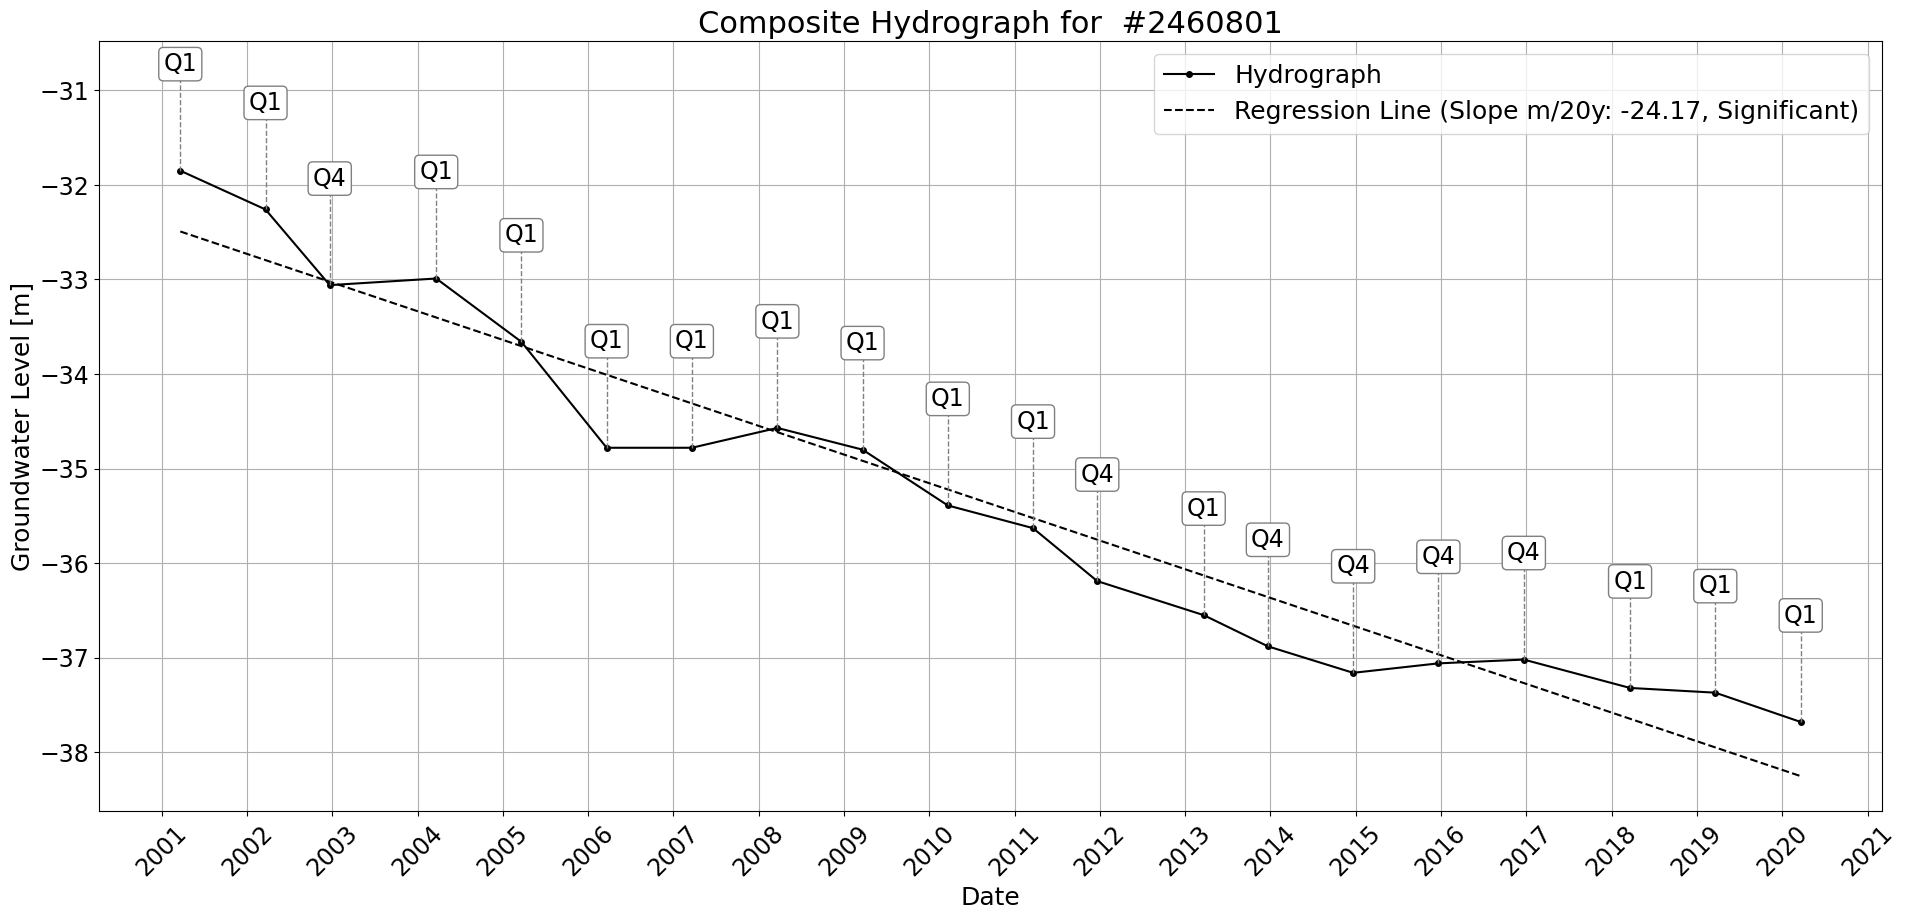 Composite Hydrograph for #2460801
Hydrograph
Regression Line (Slope m/20y: -24.17, Significant)
Groundwater Level [m]
−31
−32
−33
−34
−35
−36
−37
−38
Q1
Q1
Q4
Q1
Q1
Q1
Q1
Q1
Q1
Q1
Q1
Q4
Q1
Q4
Q4
Q4
Q4
Q1
Q1
Q1
2001
2002
2003
2004
2005
2006
2007
2008
2009
2010
2011
2012
2013
2014
2015
2016
2017
2018
2019
2020
2021
Date